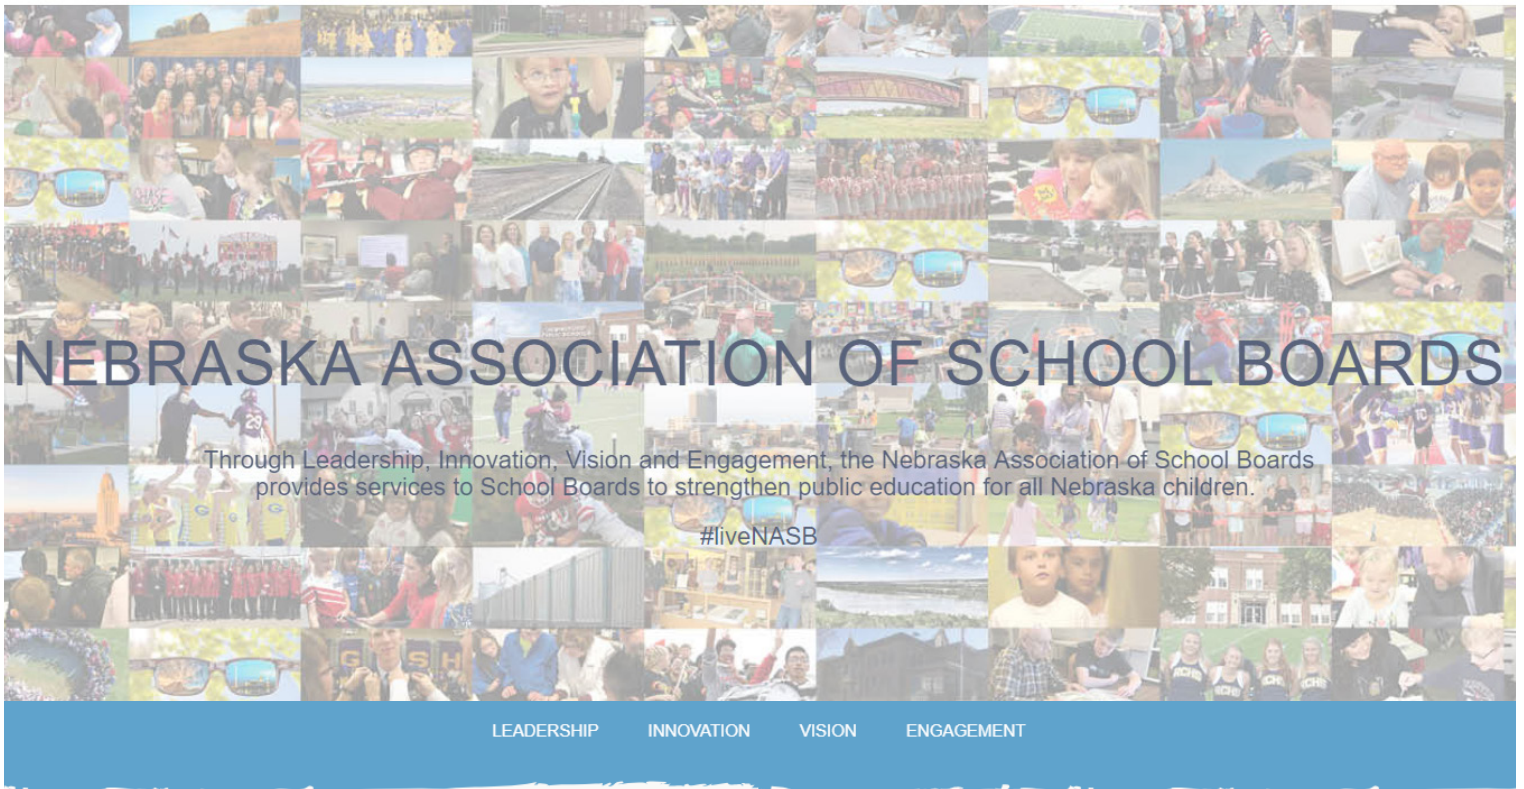 NEBRASKA ASSOCIATION OF SCHOOL BOARDS
Through Leadership, Innovation, Vision and Engagement, the Nebraska Association of School Boards
provides services to School Boards to strengthen public education for all Nebraska children.
#liveNASB
LEADERSHIP INNOVATION VISION ENGAGEMENT